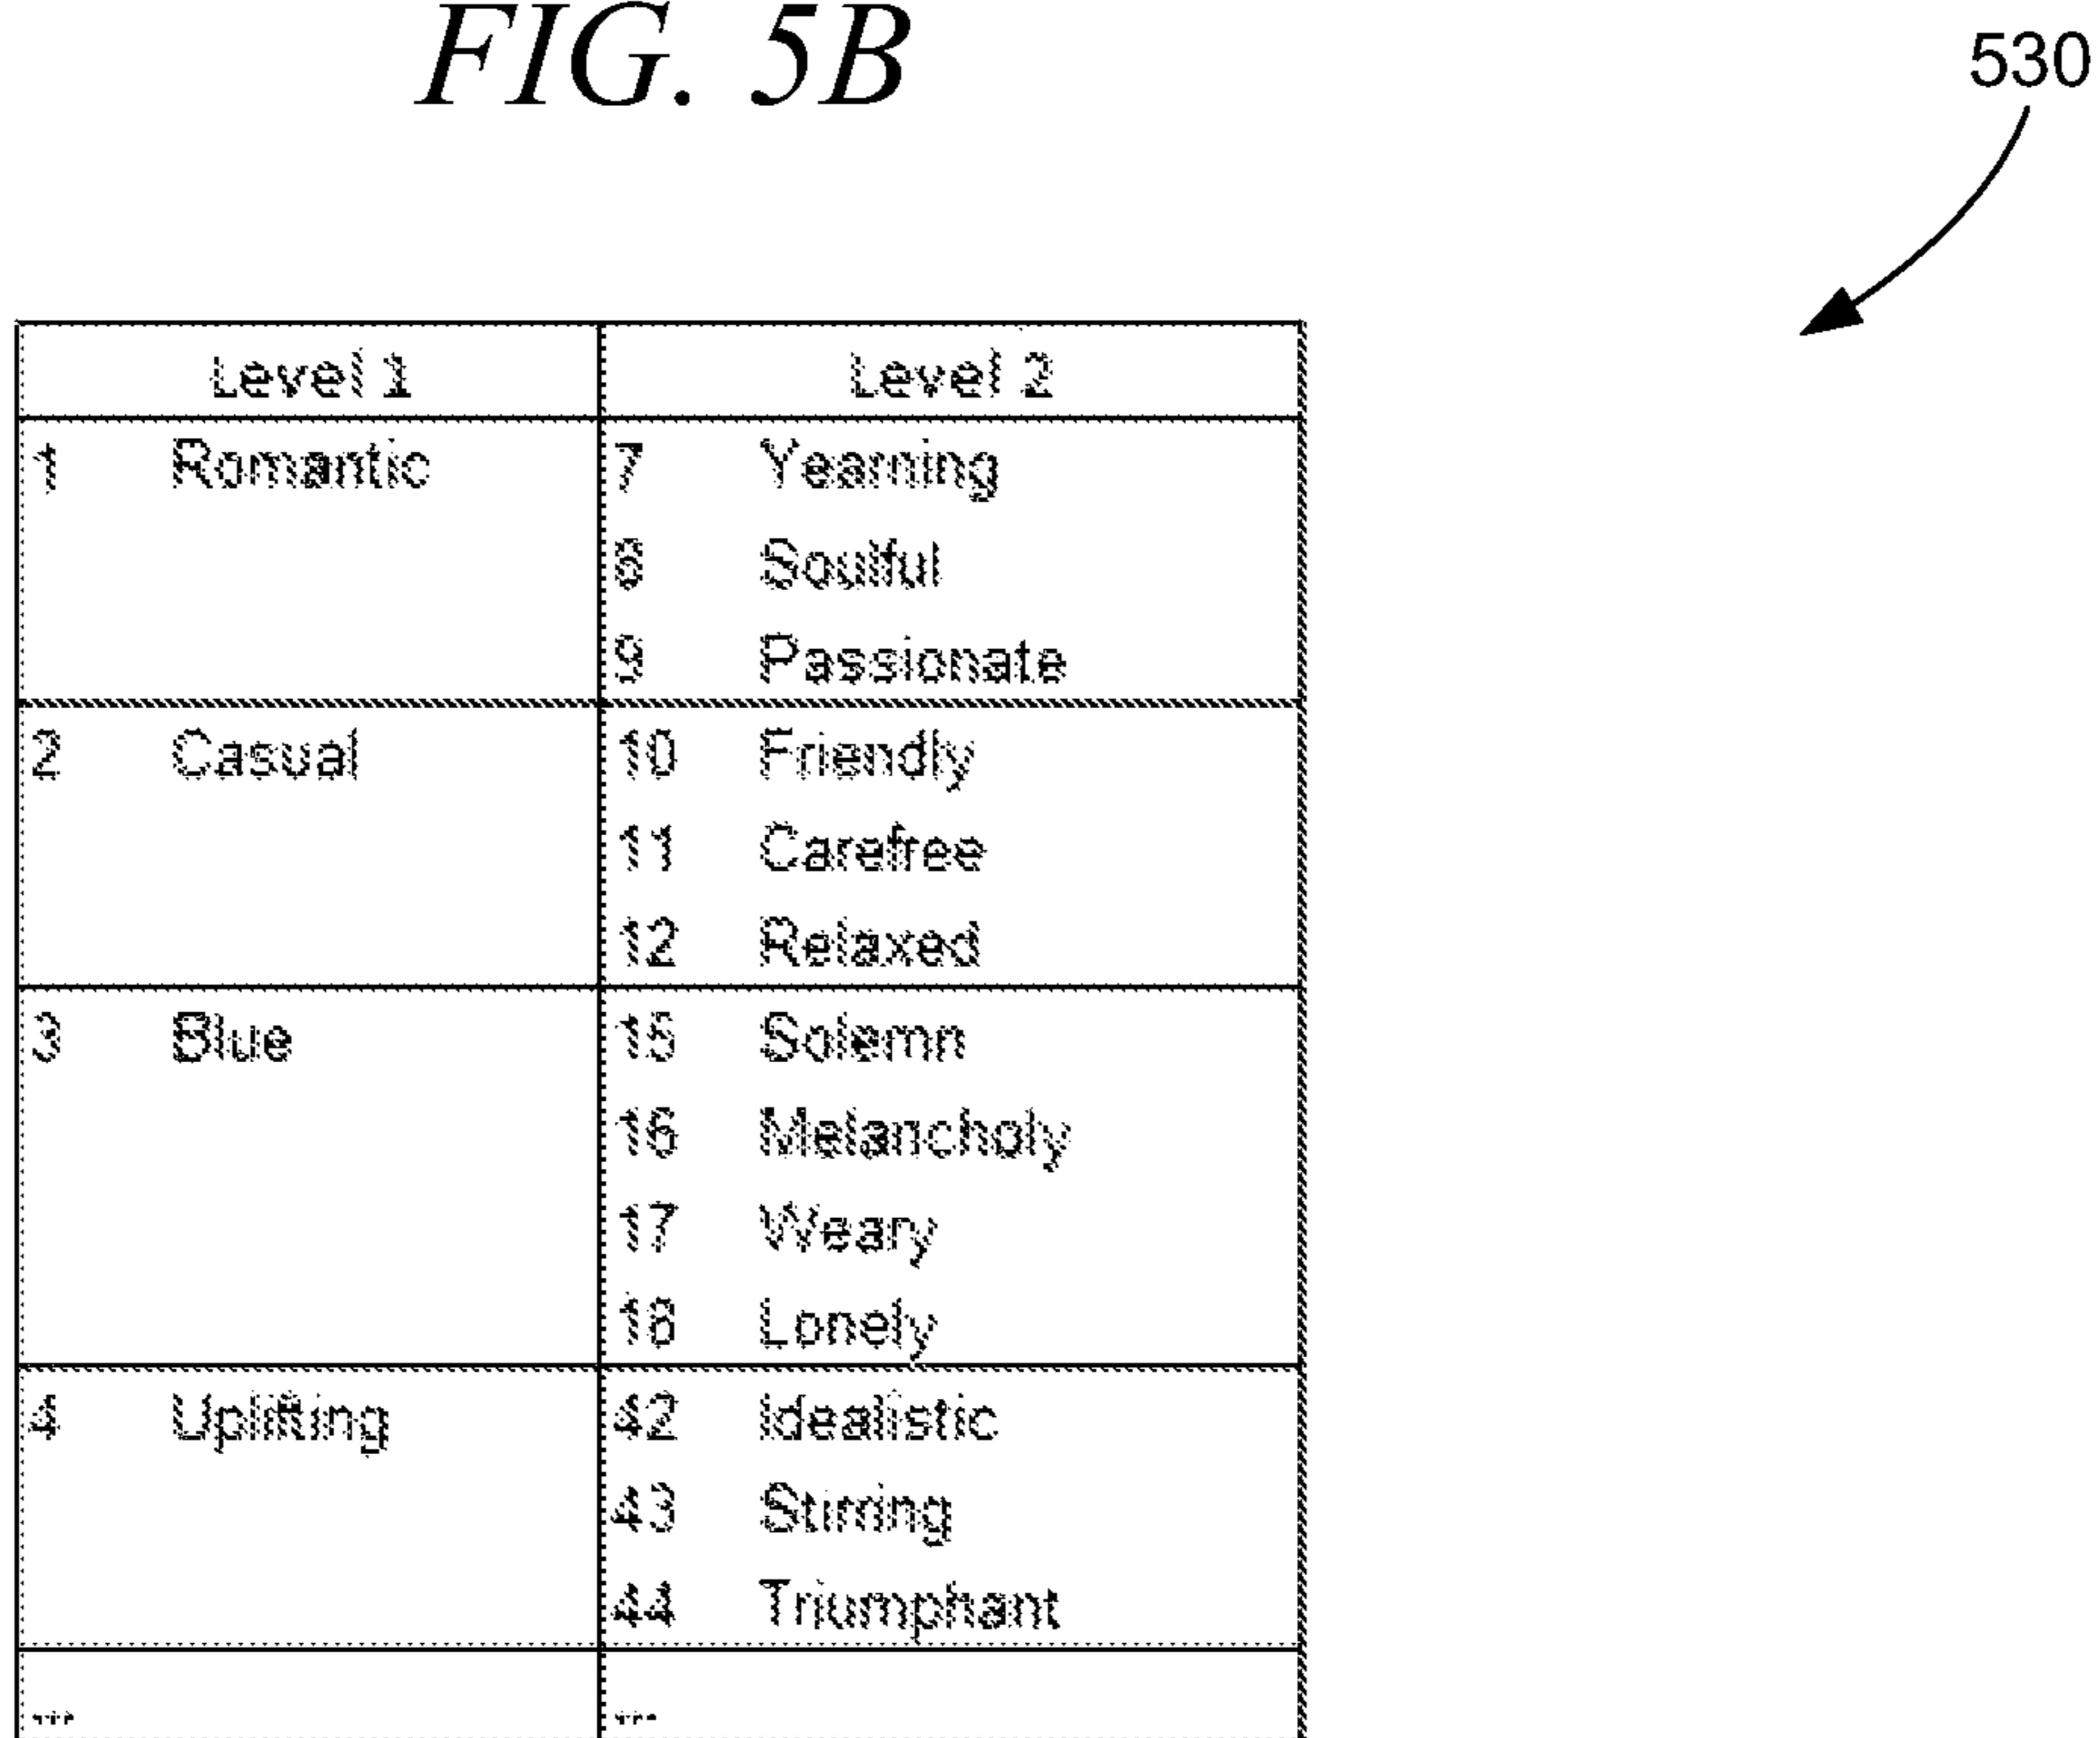 FIG. 5B
530
Level 1 Level 2
1 Romantic 7 Yearning
8 Soulful
9 Passionate
2 Casual 10 Friendly
11 Carefree
12 Relaxed
3 Blue 15 Solemn
16 Melancholy
17 Weary
18 Lonely
4 Uplifting 42 Idealistic
43 Stirring
44 Triumphant
... ...